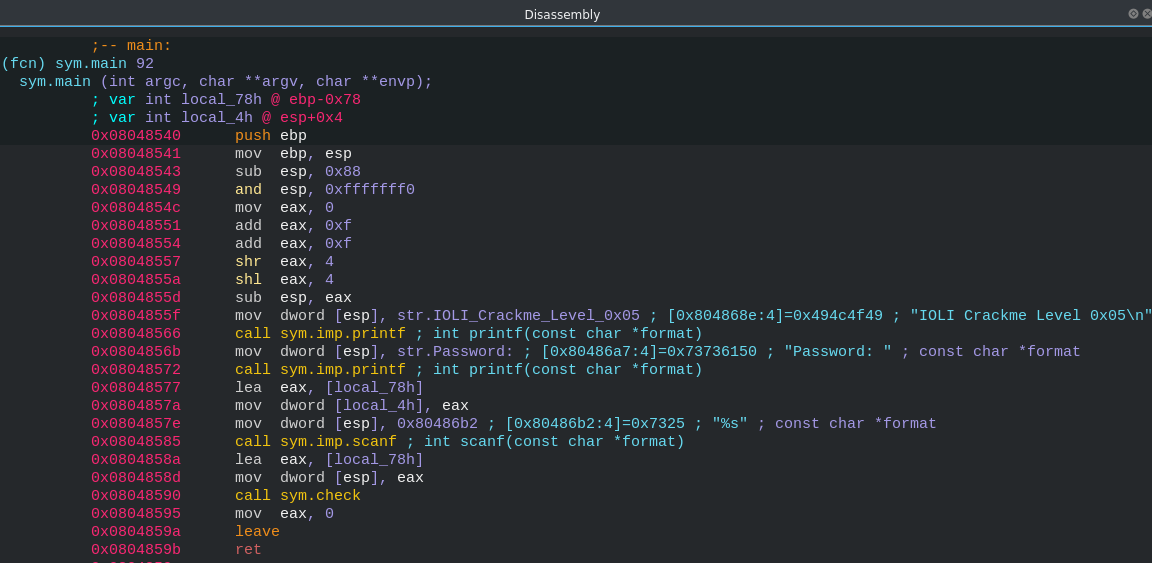 Disassembly
;-- main:
(fcn) sym.main 92
sym.main (int argc, char **argv, char **envp);
; var int local_78h @ ebp-0x78
; var int local_4h @ esp+0x4
0x08048540 push ebp
0x08048541 mov ebp, esp
0x08048543 sub esp, 0x88
0x08048549 and esp, 0xfffffff0
0x0804854c mov eax, 0
0x08048551 add eax, 0xf
0x08048554 add eax, 0xf
0x08048557 shr eax, 4
0x0804855a shl eax, 4
0x0804855d sub esp, eax
0x0804855f mov dword [esp], str.IOLI_Crackme_Level_0x05 ; [0x804868e:4]=0x494c4f49 ; "IOLI Crackme Level 0x05\n"
0x08048566 call sym.imp.printf ; int printf(const char *format)
0x0804856b mov dword [esp], str.Password: ; [0x80486a7:4]=0x73736150 ; "Password: " ; const char *format
0x08048572 call sym.imp.printf ; int printf(const char *format)
0x08048577 lea eax, [local_78h]
0x0804857a mov dword [local_4h], eax
0x0804857e mov dword [esp], 0x80486b2 ; [0x80486b2:4]=0x7325 ; "%s" ; const char *format
0x08048585 call sym.imp.scanf ; int scanf(const char *format)
0x0804858a lea eax, [local_78h]
0x0804858d mov dword [esp], eax
0x08048590 call sym.check
0x08048595 mov eax, 0
0x0804859a leave
0x0804859b ret